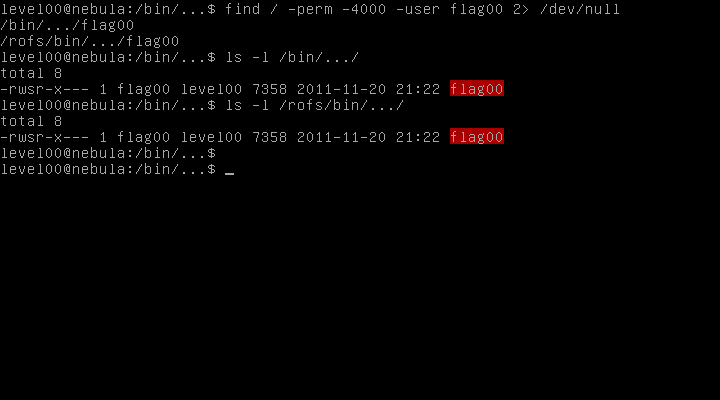 level00@nebula:/bin/...$ find / -perm -4000 -user flag00 2> /dev/null
/bin/.../flag00
/rofs/bin/.../flag00
level00@nebula:/bin/...$ ls -l /bin/.../
total 8
-rwsr-x--- 1 flag00 level00 7358 2011-11-20 21:22 flag00
level00@nebula:/bin/...$ ls -l /rofs/bin/.../
total 8
-rwsr-x--- 1 flag00 level00 7358 2011-11-20 21:22 flag00
level00@nebula:/bin/...$
level00@nebula:/bin/...$ _